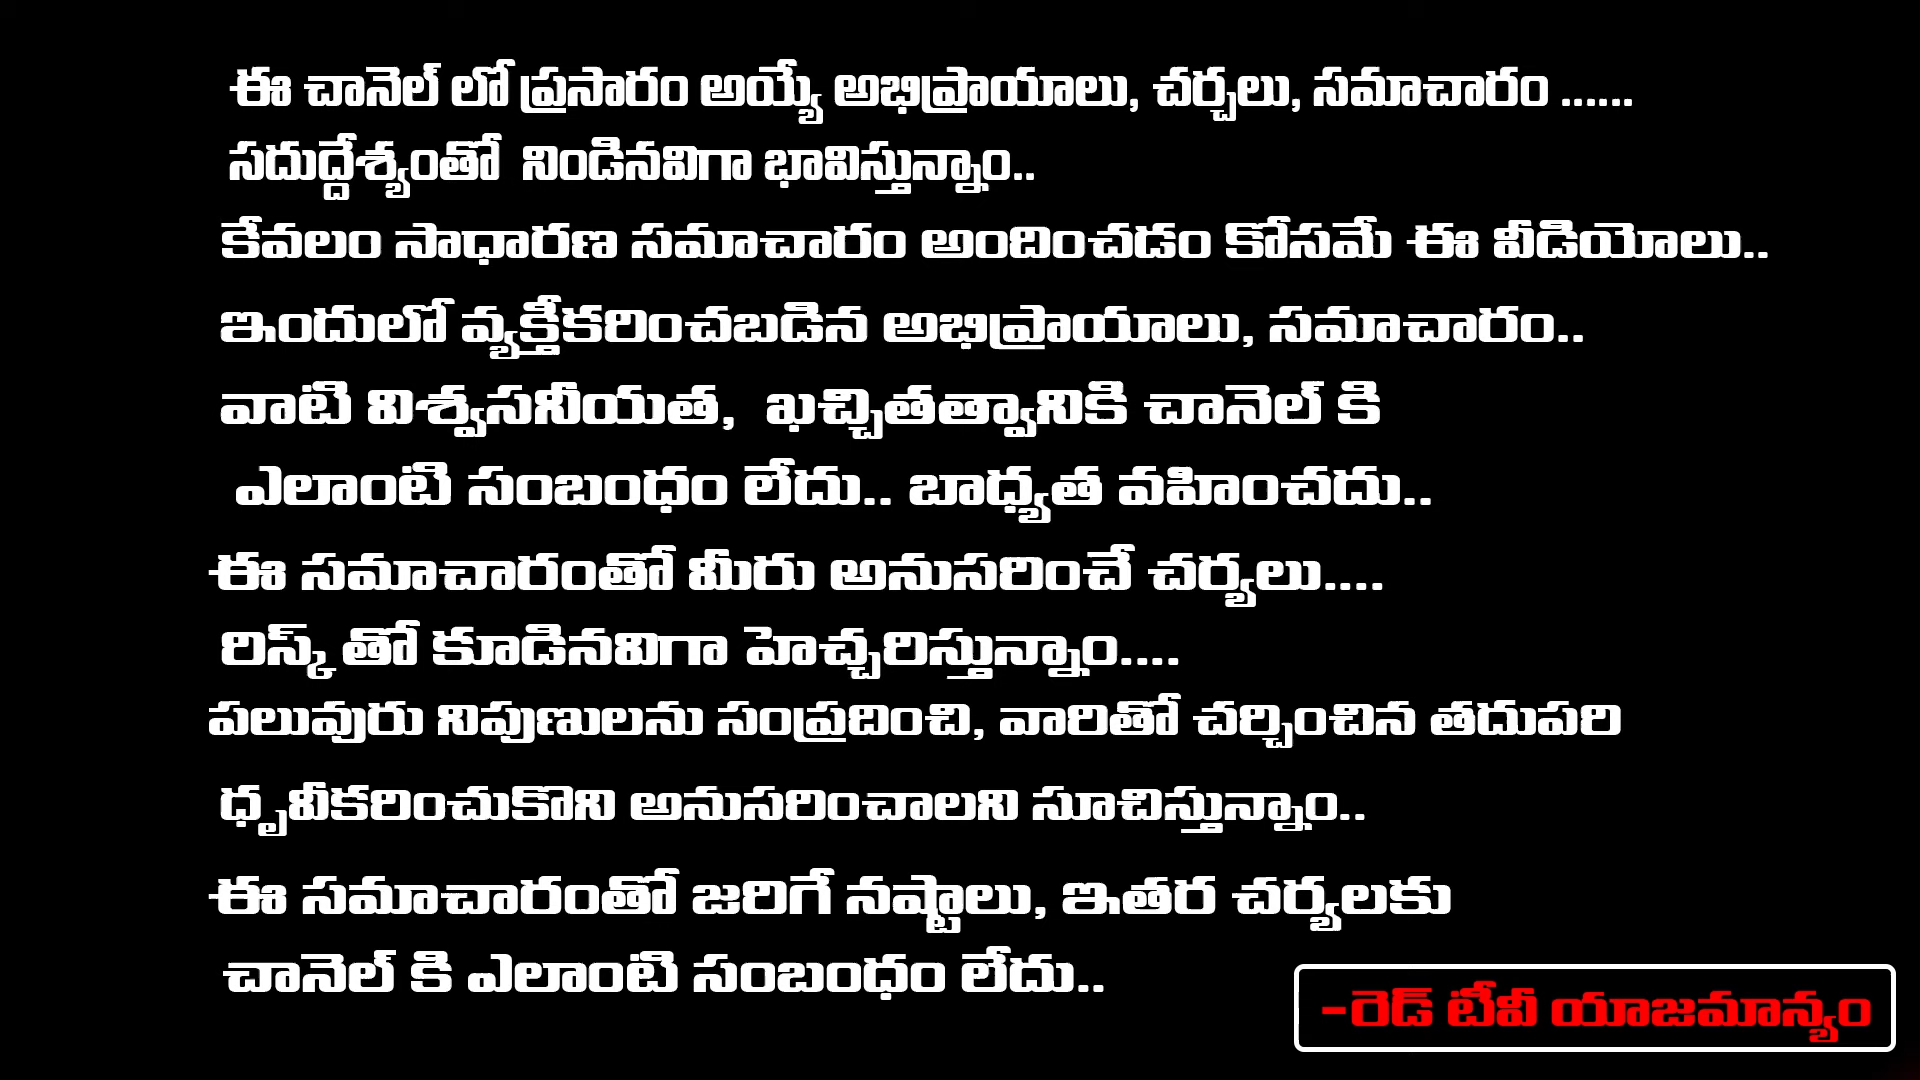 ఈ చానెల్ లో ప్రసారం అయ్యే అభిప్రాయాలు, చర్చలు, సమాచారం ......
సదుద్దేశ్యంతో నిండినవిగా భావిస్తున్నాం..
కేవలం సాధారణ సమాచారం అందించడం కోసమే ఈ వీడియోలు..
ఇందులో వ్యక్తీకరించబడిన అభిప్రాయాలు, సమాచారం..
వాటి విశ్వసనీయత, ఖచ్చితత్వానికి చానెల్ కి
ఎలాంటి సంబంధం లేదు.. బాధ్యత వహించదు..
ఈ సమాచారంతో మీరు అనుసరించే చర్యలు....
రిస్క్ తో కూడినవిగా హెచ్చరిస్తున్నాం....
పలువురు నిపుణులను సంప్రదించి, వారితో చర్చించిన తదుపరి
ధృవీకరించుకొని అనుసరించాలని సూచిస్తున్నాం..
ఈ సమాచారంతో జరిగే నష్టాలు, ఇతర చర్యలకు
చానెల్ కి ఎలాంటి సంబంధం లేదు..
-రెడ్ టీవీ యాజమాన్యం